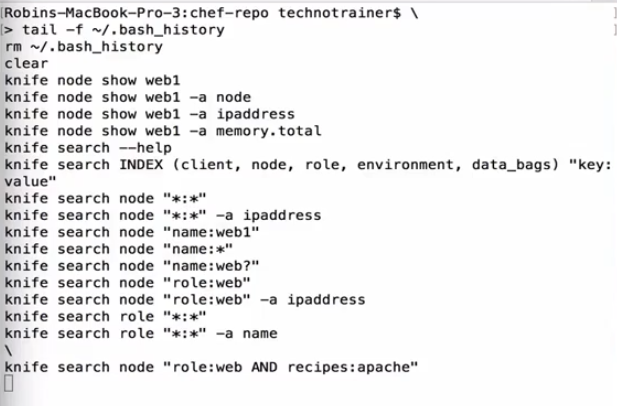 [Robins-MacBook-Pro-3:chef-repo technotrainer$ \ ]
[> tail -f ~/.bash_history ]
rm ~/.bash_history
clear
knife node show web1
knife node show web1 -a node
knife node show web1 -a ipaddress
knife node show web1 -a memory.total
knife search --help
knife search INDEX (client, node, role, environment, data_bags) "key:
value"
knife search node "*:*"
knife search node "*:*" -a ipaddress
knife search node "name:web1"
knife search node "name:*"
knife search node "name:web?"
knife search node "role:web"
knife search node "role:web" -a ipaddress
knife search role "*:*"
knife search role "*:*" -a name
\
knife search node "role:web AND recipes:apache"